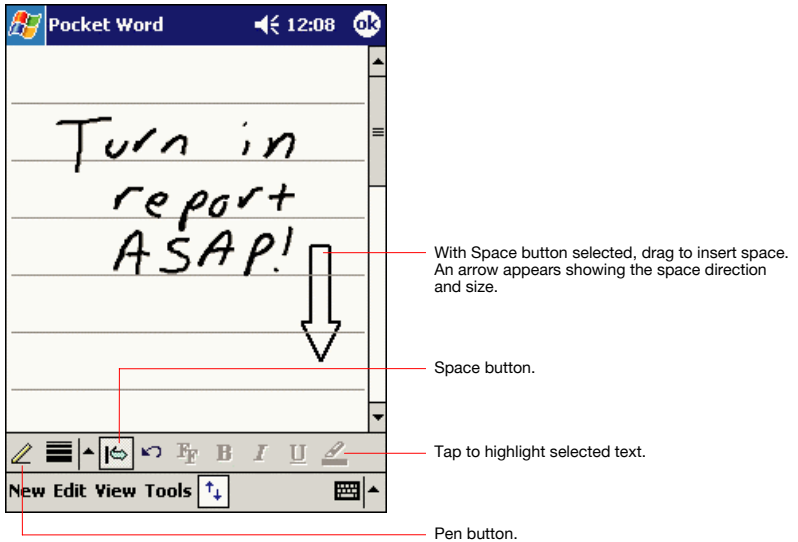 Pocket Word 12:08 ok
Turn in
report
ASAP!
With Space button selected, drag to insert space.
An arrow appears showing the space direction
and size.
Space button.
FF B I U
Tap to highlight selected text.
New Edit View Tools
Pen button.